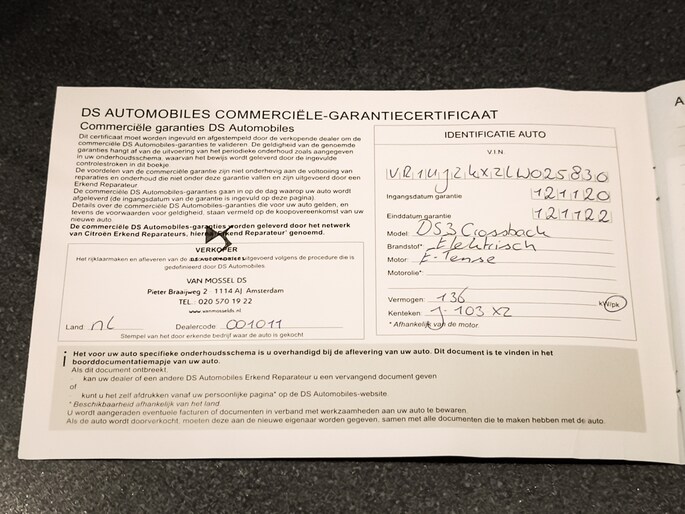 DS AUTOMOBILES COMMERCIËLE-GARANTIECERTIFICAAT
Commerciële garanties DS Automobiles
Dit certificaat moet worden ingevuld en afgestempeld door de verkopende dealer om de
commerciële DS Automobiles-garanties te valideren. De geldigheid van de genoemde
garanties hangt af van de uitvoering van het periodieke onderhoud zoals aangegeven
in uw onderhoudsschema, waarvan het bewijs wordt geleverd door de ingevulde
controlestroken in dit boekje.
De voordelen van de commerciële garantie zijn niet onderhevig aan de voltooiing van
reparaties en onderhoud die niet onder deze garantie vallen en zijn uitgevoerd door een
Erkend Reparateur.
De commerciële DS Automobiles-garanties gaan in op de dag waarop uw auto wordt
afgeleverd (de ingangsdatum van de garantie is op deze pagina).
Details over de commerciële DS Automobiles-garanties die voor uw auto gelden, en
tevens de voorwaarden voor geldigheid, staan vermeld op de koopovereenkomst van uw
nieuwe auto
De commerciële DS Automobiles-garanties worden geleverd door het netwerk
van Citroën Erkend Reparateurs, hierna 'Erkend Reparateur' genoemd.
VERKOPER
Het rijklaarmaken en afleveren van de DS AUTOMOBILES uitgevoerd volgens de procedure die is
gedefinieerd door DS Automobiles.
VAN MOSSEL DS
Pieter Braaijweg 2 - 1114 AJ Amsterdam
TEL.: 020 570 19 22
www.vanmosselds.nl
Land: nl Dealercode: 001011
Stempel van het door erkende bedrijf waar de auto is gekocht
IDENTIFICATIE AUTO
V.I.N.
VR1UJZKXZLW025830
Ingangsdatum garantie 121120
Einddatum garantie 121122
Model: DS3 Crossback
Brandstof*: Elektrisch
Motor: E-Tense
Motorolie*:
Vermogen: 136 kW/pk
Kenteken: J-103-XZ
* Afhankelijk van de motor.
i Het voor uw auto specifieke onderhoudsschema is u overhandigd bij de aflevering van uw auto. Dit document is te vinden in het
boorddocumentatiemapje van uw auto.
Als dit document ontbreekt:
kan uw dealer of een andere DS Automobiles Erkend Reparateur u een vervangend document geven
of
kunt u het zelf afdrukken vanaf uw persoonlijke pagina* op de DS Automobiles-website.
* Beschikbaarheid afhankelijk van het land.
U wordt aangeraden eventuele facturen of documenten in verband met werkzaamheden aan uw auto te bewaren.
Als de auto wordt doorverkocht, moeten deze aan de nieuwe eigenaar worden gegeven, samen met alle documenten die te maken hebben met de auto.